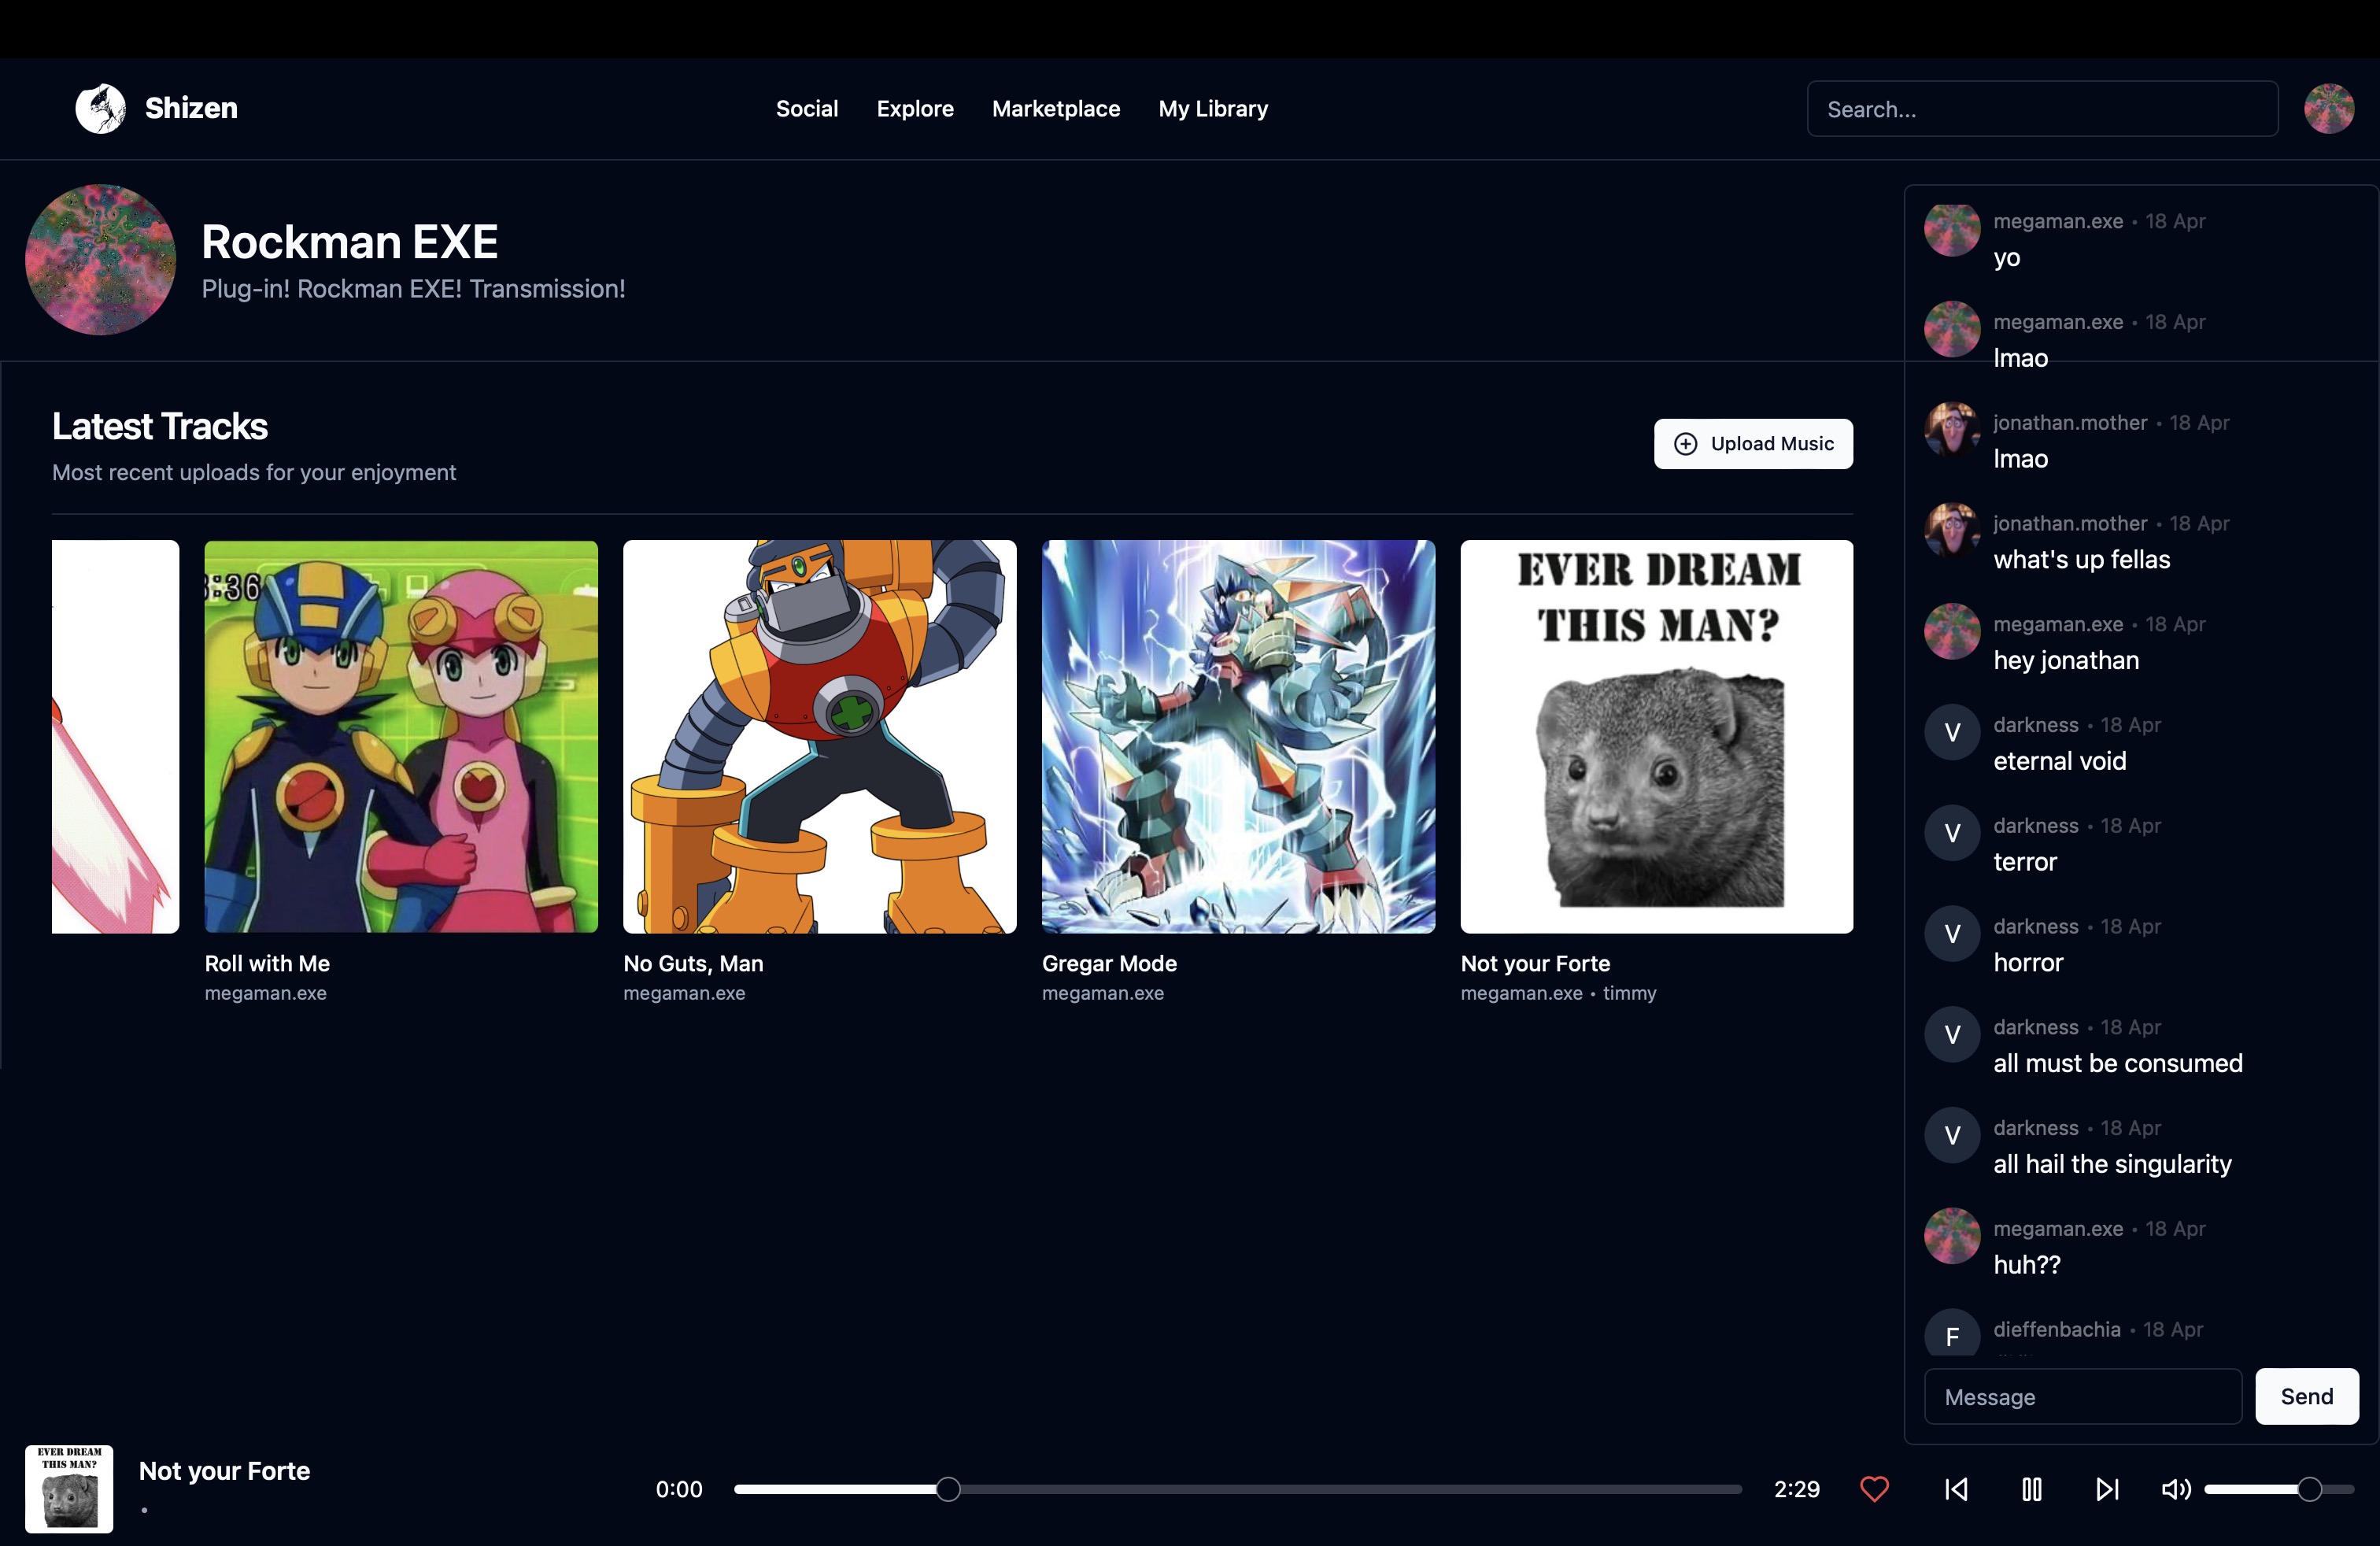 Shizen
Social Explore Marketplace My Library
Search...
Rockman EXE
Plug-in! Rockman EXE! Transmission!
Latest Tracks
Most recent uploads for your enjoyment
Upload Music
:36
EVER DREAM
THIS MAN?
Roll with Me
megaman.exe
No Guts, Man
megaman.exe
Gregar Mode
megaman.exe
Not your Forte
megaman.exe • timmy
megaman.exe • 18 Apr
yo
megaman.exe • 18 Apr
lmao
jonathan.mother • 18 Apr
lmao
jonathan.mother • 18 Apr
what's up fellas
megaman.exe • 18 Apr
hey jonathan
V
darkness • 18 Apr
eternal void
V
darkness • 18 Apr
terror
V
darkness • 18 Apr
horror
V
darkness • 18 Apr
all must be consumed
V
darkness • 18 Apr
all hail the singularity
megaman.exe • 18 Apr
huh??
F
dieffenbachia • 18 Apr
Message
Send
EVER DREAM
THIS MAN?
Not your Forte
•
0:00
2:29